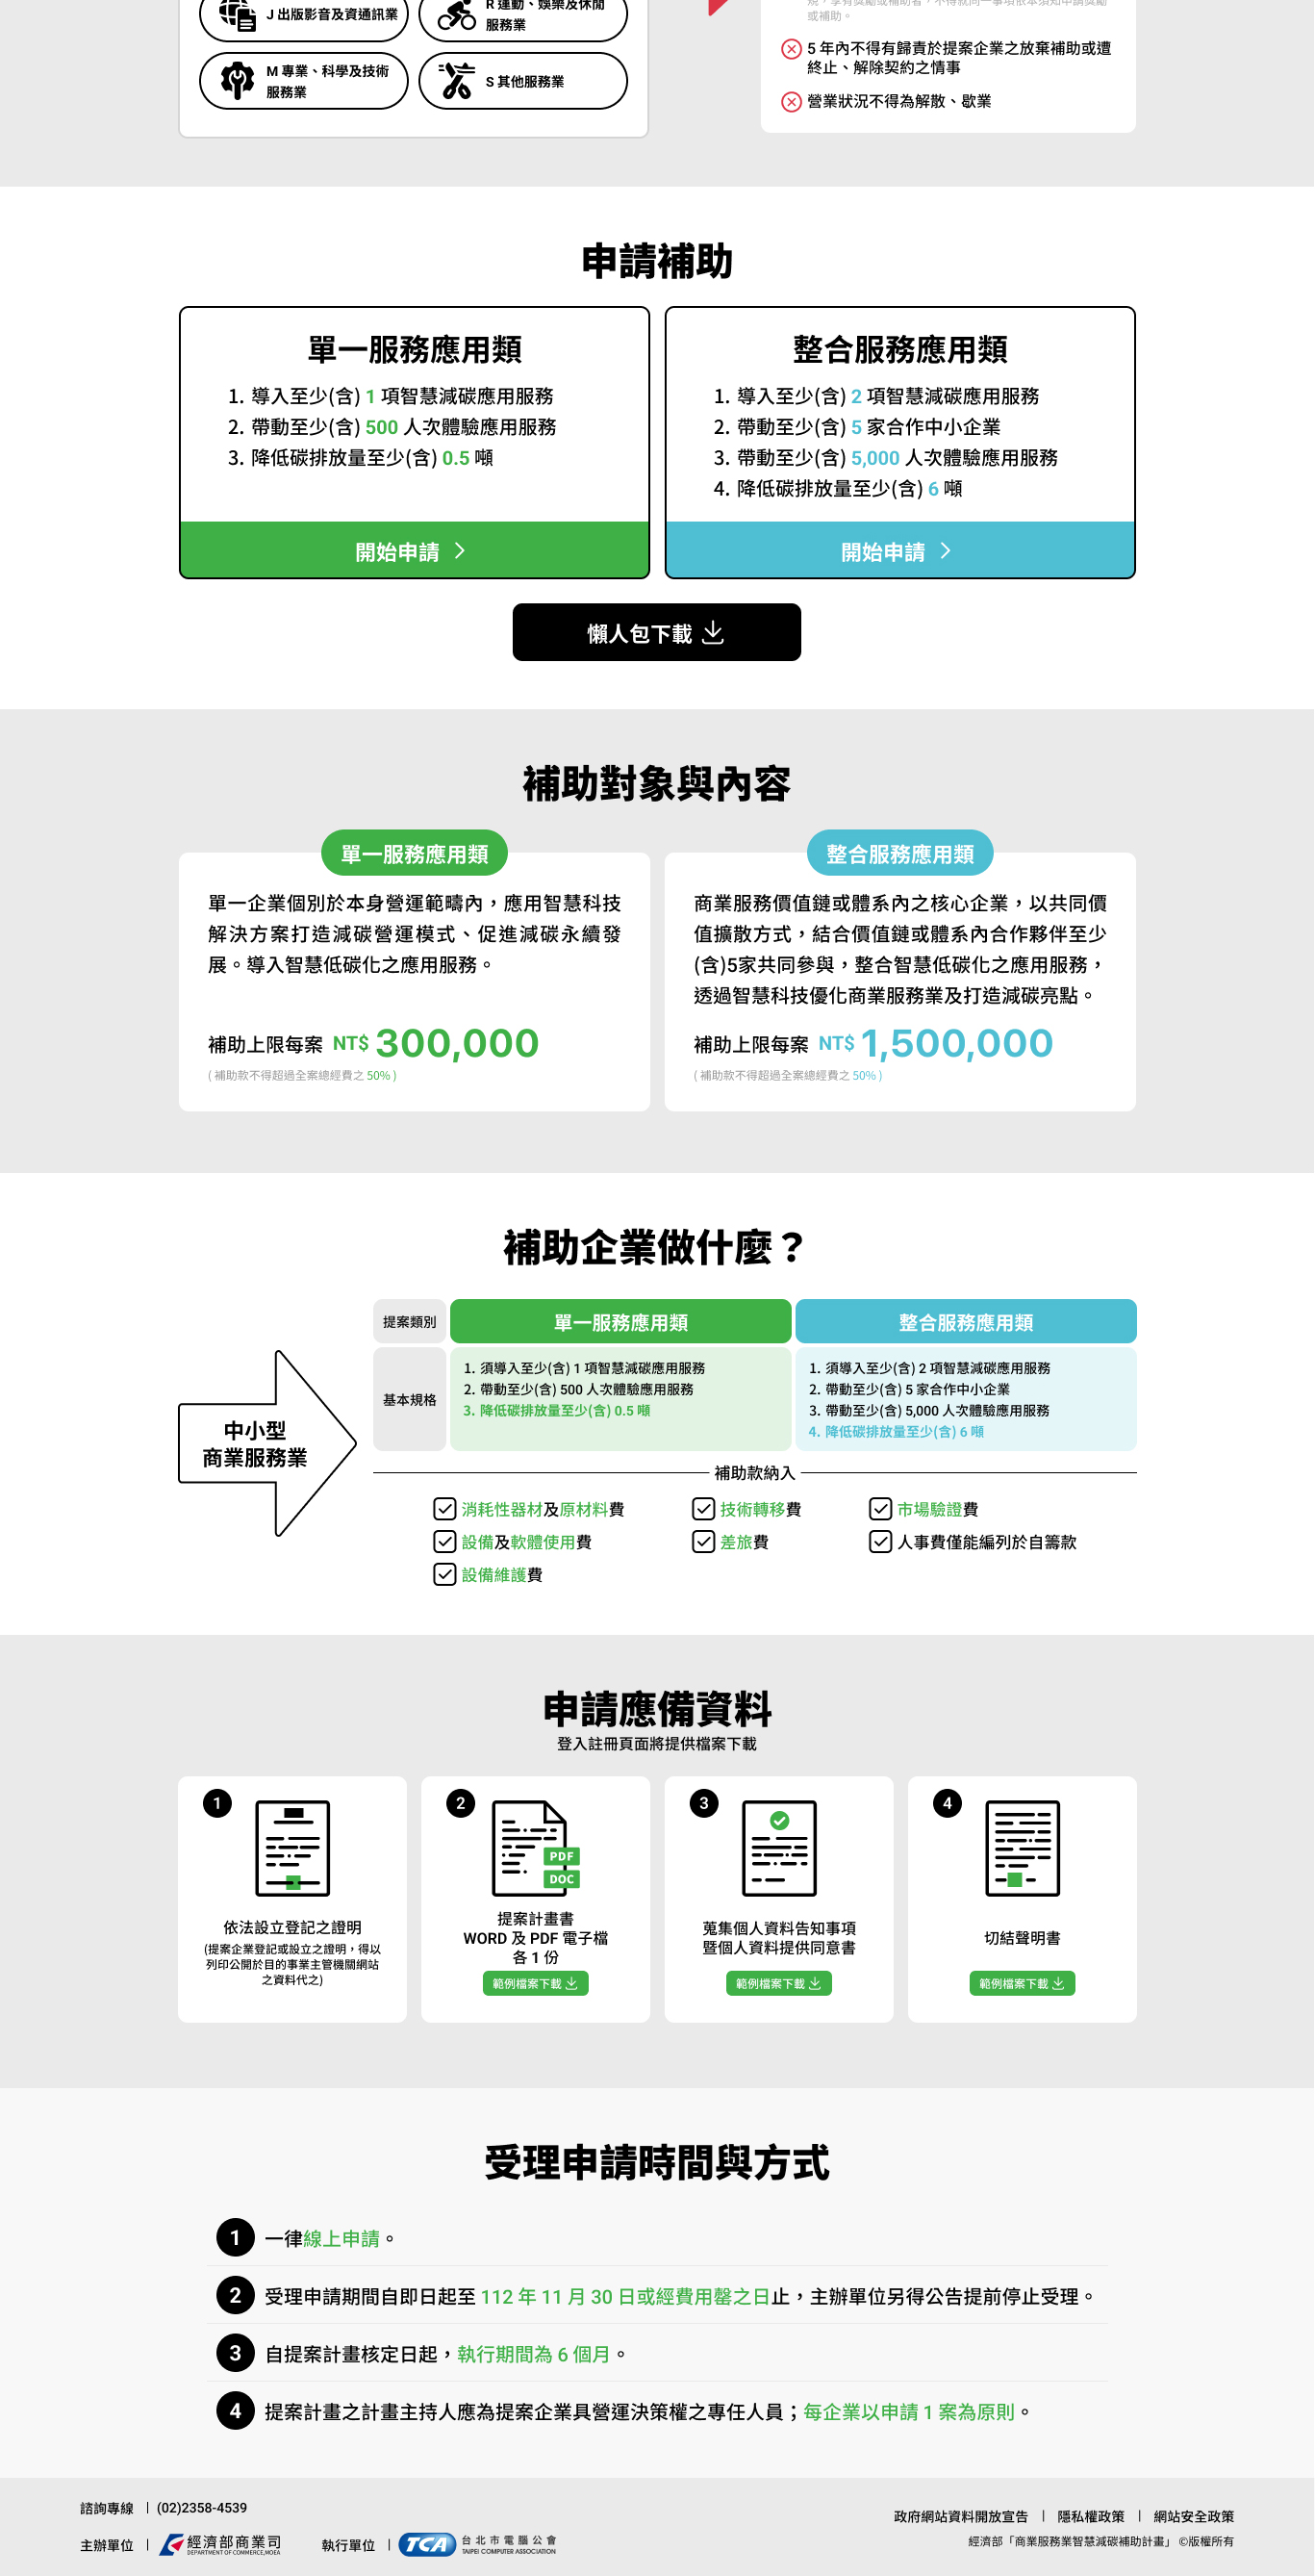 J 出版影音及資通訊業
R 運動、娛樂及休閒
服務業
M 專業、科學及技術
服務業
S 其他服務業
規，享有獎勵或補助者，不得就同一事項依本須知申請獎勵
或補助。
5 年內不得有歸責於提案企業之放棄補助或遭
終止、解除契約之情事
營業狀況不得為解散、歇業
申請補助
單一服務應用類
1. 導入至少(含) 1 項智慧減碳應用服務
2. 帶動至少(含) 500 人次體驗應用服務
3. 降低碳排放量至少(含) 0.5 噸
開始申請
整合服務應用類
1. 導入至少(含) 2 項智慧減碳應用服務
2. 帶動至少(含) 5 家合作中小企業
3. 帶動至少(含) 5,000 人次體驗應用服務
4. 降低碳排放量至少(含) 6 噸
開始申請
懶人包下載
補助對象與內容
單一服務應用類
單一企業個別於本身營運範疇內，應用智慧科技
解決方案打造減碳營運模式、促進減碳永續發
展。導入智慧低碳化之應用服務。
補助上限每案 NT$ 300,000
( 補助款不得超過全案總經費之 50% )
整合服務應用類
商業服務價值鏈或體系內之核心企業，以共同價
值擴散方式，結合價值鏈或體系內合作夥伴至少
(含)5家共同參與，整合智慧低碳化之應用服務，
透過智慧科技優化商業服務業及打造減碳亮點。
補助上限每案 NT$ 1,500,000
( 補助款不得超過全案總經費之 50% )
補助企業做什麼？
中小型
商業服務業
提案類別
單一服務應用類
整合服務應用類
基本規格
1. 須導入至少(含) 1 項智慧減碳應用服務
2. 帶動至少(含) 500 人次體驗應用服務
3. 降低碳排放量至少(含) 0.5 噸
1. 須導入至少(含) 2 項智慧減碳應用服務
2. 帶動至少(含) 5 家合作中小企業
3. 帶動至少(含) 5,000 人次體驗應用服務
4. 降低碳排放量至少(含) 6 噸
補助款納入
消耗性器材及原材料費
技術轉移費
市場驗證費
設備及軟體使用費
差旅費
人事費僅能編列於自籌款
設備維護費
申請應備資料
登入註冊頁面將提供檔案下載
1
依法設立登記之證明
(提案企業登記或設立之證明，得以
列印公開於目的事業主管機關網站
之資料代之)
2
PDF
DOC
提案計畫書
WORD 及 PDF 電子檔
各 1 份
範例檔案下載
3
蒐集個人資料告知事項
暨個人資料提供同意書
範例檔案下載
4
切結聲明書
範例檔案下載
受理申請時間與方式
1 一律線上申請。
2 受理申請期間自即日起至 112 年 11 月 30 日或經費用罄之日止，主辦單位另得公告提前停止受理。
3 自提案計畫核定日起，執行期間為 6 個月。
4 提案計畫之計畫主持人應為提案企業具營運決策權之專任人員；每企業以申請 1 案為原則。
諮詢專線 | (02)2358-4539
主辦單位 | 經濟部商業司
DEPARTMENT OF COMMERCE,MOEA
執行單位 | TCA 台北市電腦公會
TAIPEI COMPUTER ASSOCIATION
政府網站資料開放宣告 | 隱私權政策 | 網站安全政策
經濟部「商業服務業智慧減碳補助計畫」 ©版權所有